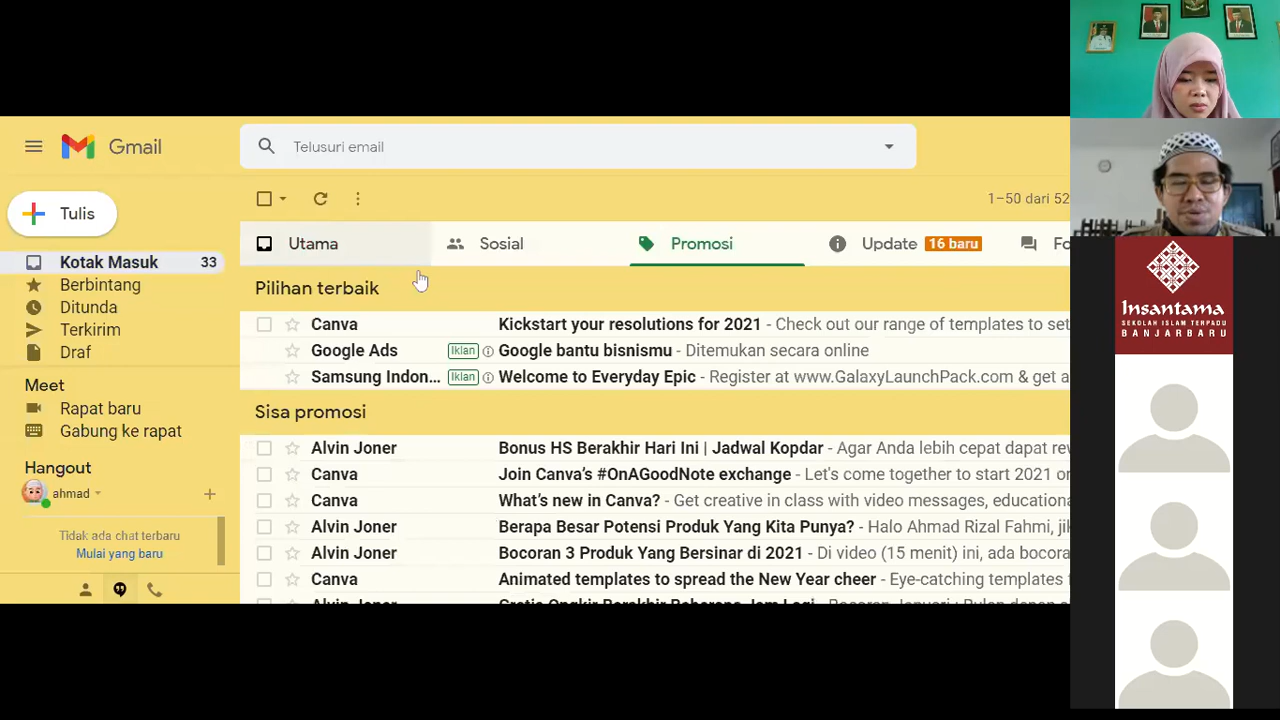 Gmail
Telusuri email
Tulis
1–50 dari 52
Utama
Sosial
Promosi
Update 16 baru
Fo
Kotak Masuk 33
Berbintang
Ditunda
Terkirim
Draf
Meet
Rapat baru
Gabung ke rapat
Hangout
ahmad
Tidak ada chat terbaru
Mulai yang baru
Pilihan terbaik
Canva Kickstart your resolutions for 2021 - Check out our range of templates to set
Google Ads Iklan Google bantu bisnismu - Ditemukan secara online
Samsung Indon... Iklan Welcome to Everyday Epic - Register at www.GalaxyLaunchPack.com & get a
Sisa promosi
Alvin Joner Bonus HS Berakhir Hari Ini | Jadwal Kopdar - Agar Anda lebih cepat dapat rew
Canva Join Canva's #OnAGoodNote exchange - Let's come together to start 2021 on
Canva What's new in Canva? - Get creative in class with video messages, educationa
Alvin Joner Berapa Besar Potensi Produk Yang Kita Punya? - Halo Ahmad Rizal Fahmi, jik
Alvin Joner Bocoran 3 Produk Yang Bersinar di 2021 - Di video (15 menit) ini, ada bocora
Canva Animated templates to spread the New Year cheer - Eye-catching templates
Insantama
SEKOLAH ISLAM TERPADU
BANJARBARU